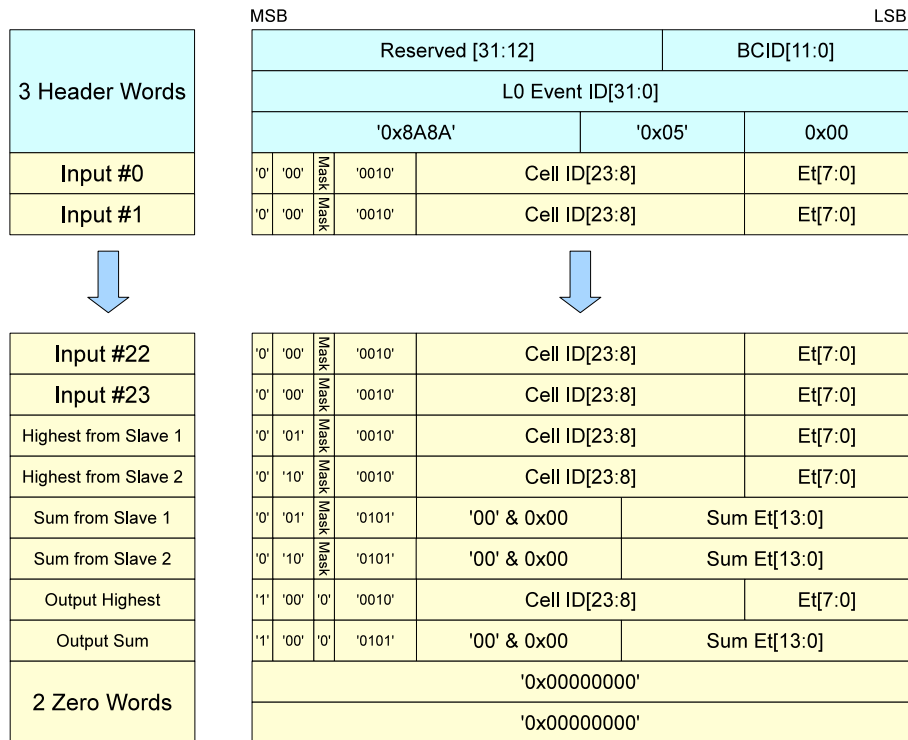 MSB LSB
3 Header Words
Reserved [31:12] BCID[11:0]
L0 Event ID[31:0]
'0x8A8A' '0x05' 0x00
Input #0 '0' '00' Mask '0010' Cell ID[23:8] Et[7:0]
Input #1 '0' '00' Mask '0010' Cell ID[23:8] Et[7:0]
Input #22 '0' '00' Mask '0010' Cell ID[23:8] Et[7:0]
Input #23 '0' '00' Mask '0010' Cell ID[23:8] Et[7:0]
Highest from Slave 1 '0' '01' Mask '0010' Cell ID[23:8] Et[7:0]
Highest from Slave 2 '0' '10' Mask '0010' Cell ID[23:8] Et[7:0]
Sum from Slave 1 '0' '01' Mask '0101' '00' & 0x00 Sum Et[13:0]
Sum from Slave 2 '0' '10' Mask '0101' '00' & 0x00 Sum Et[13:0]
Output Highest '1' '00' '0' '0010' Cell ID[23:8] Et[7:0]
Output Sum '1' '00' '0' '0101' '00' & 0x00 Sum Et[13:0]
2 Zero Words
'0x00000000'
'0x00000000'